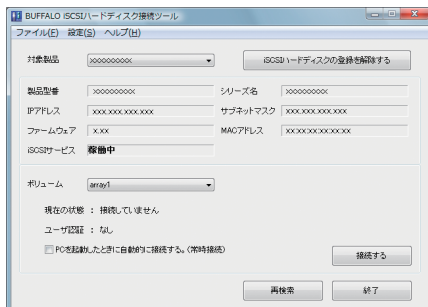 BUFFALO iSCSIハードディスク接続ツール
ファイル(F) 設定(S) ヘルプ(H)
対象製品 xxxxxxxxx iSCSIハードディスクの登録を解除する
製品型番 xxxxxxxxx シリーズ名 xxxxxxxxx
IPアドレス xxx.xxx.xxx.xxx サブネットマスク xxx.xxx.xxx.xxx
ファームウェア x.xx MACアドレス xx:xx:xx:xx:xx:xx
iSCSIサービス 稼働中
ボリューム array1
現在の状態 : 接続していません
ユーザ認証 : なし
PCを起動したときに自動的に接続する。(常時接続)
接続する
再検索 終了